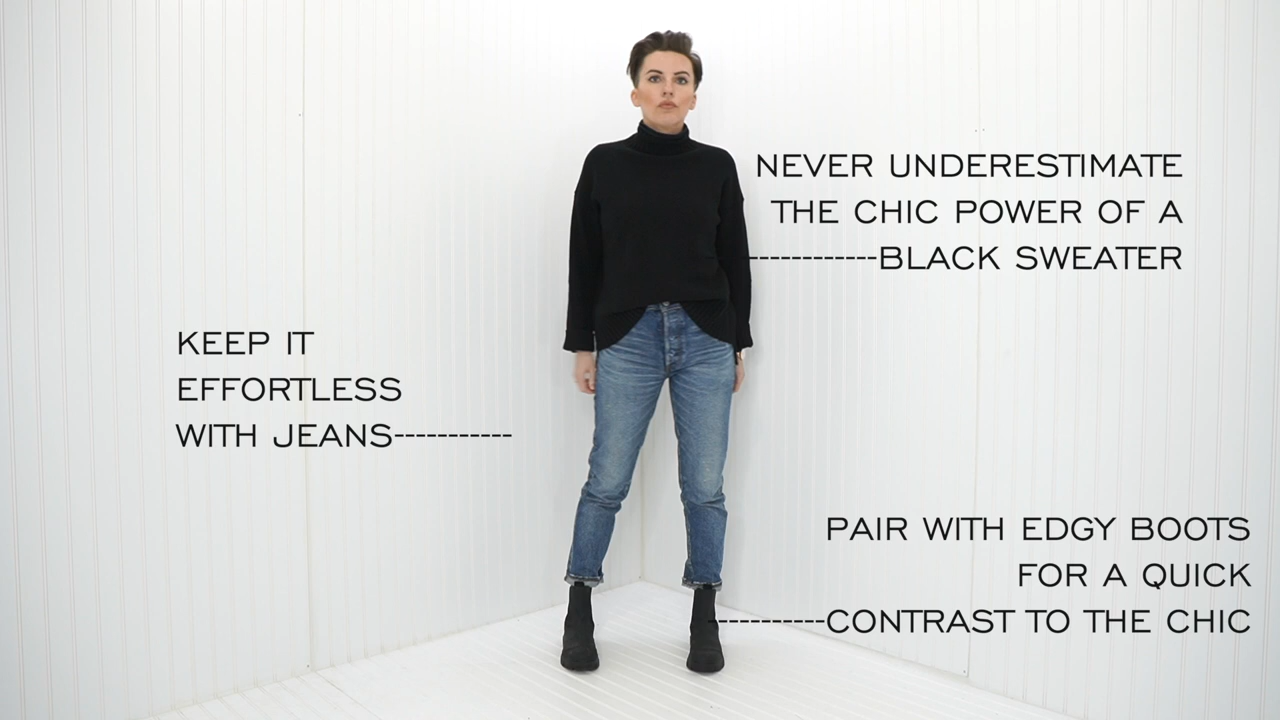 NEVER UNDERESTIMATE
THE CHIC POWER OF A
------------BLACK SWEATER
KEEP IT
EFFORTLESS
WITH JEANS-----------
PAIR WITH EDGY BOOTS
FOR A QUICK
-----------CONTRAST TO THE CHIC